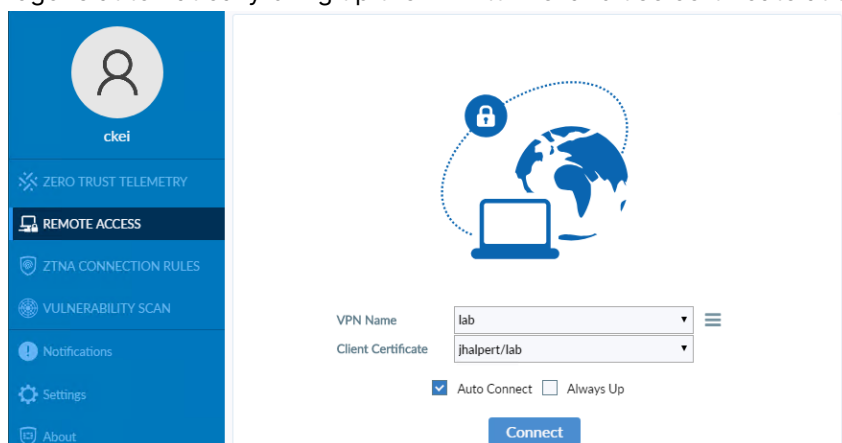 ckei
ZERO TRUST TELEMETRY
REMOTE ACCESS
ZTNA CONNECTION RULES
VULNERABILITY SCAN
Notifications
Settings
About
VPN Name lab
Client Certificate jhalpert/lab
Auto Connect Always Up
Connect